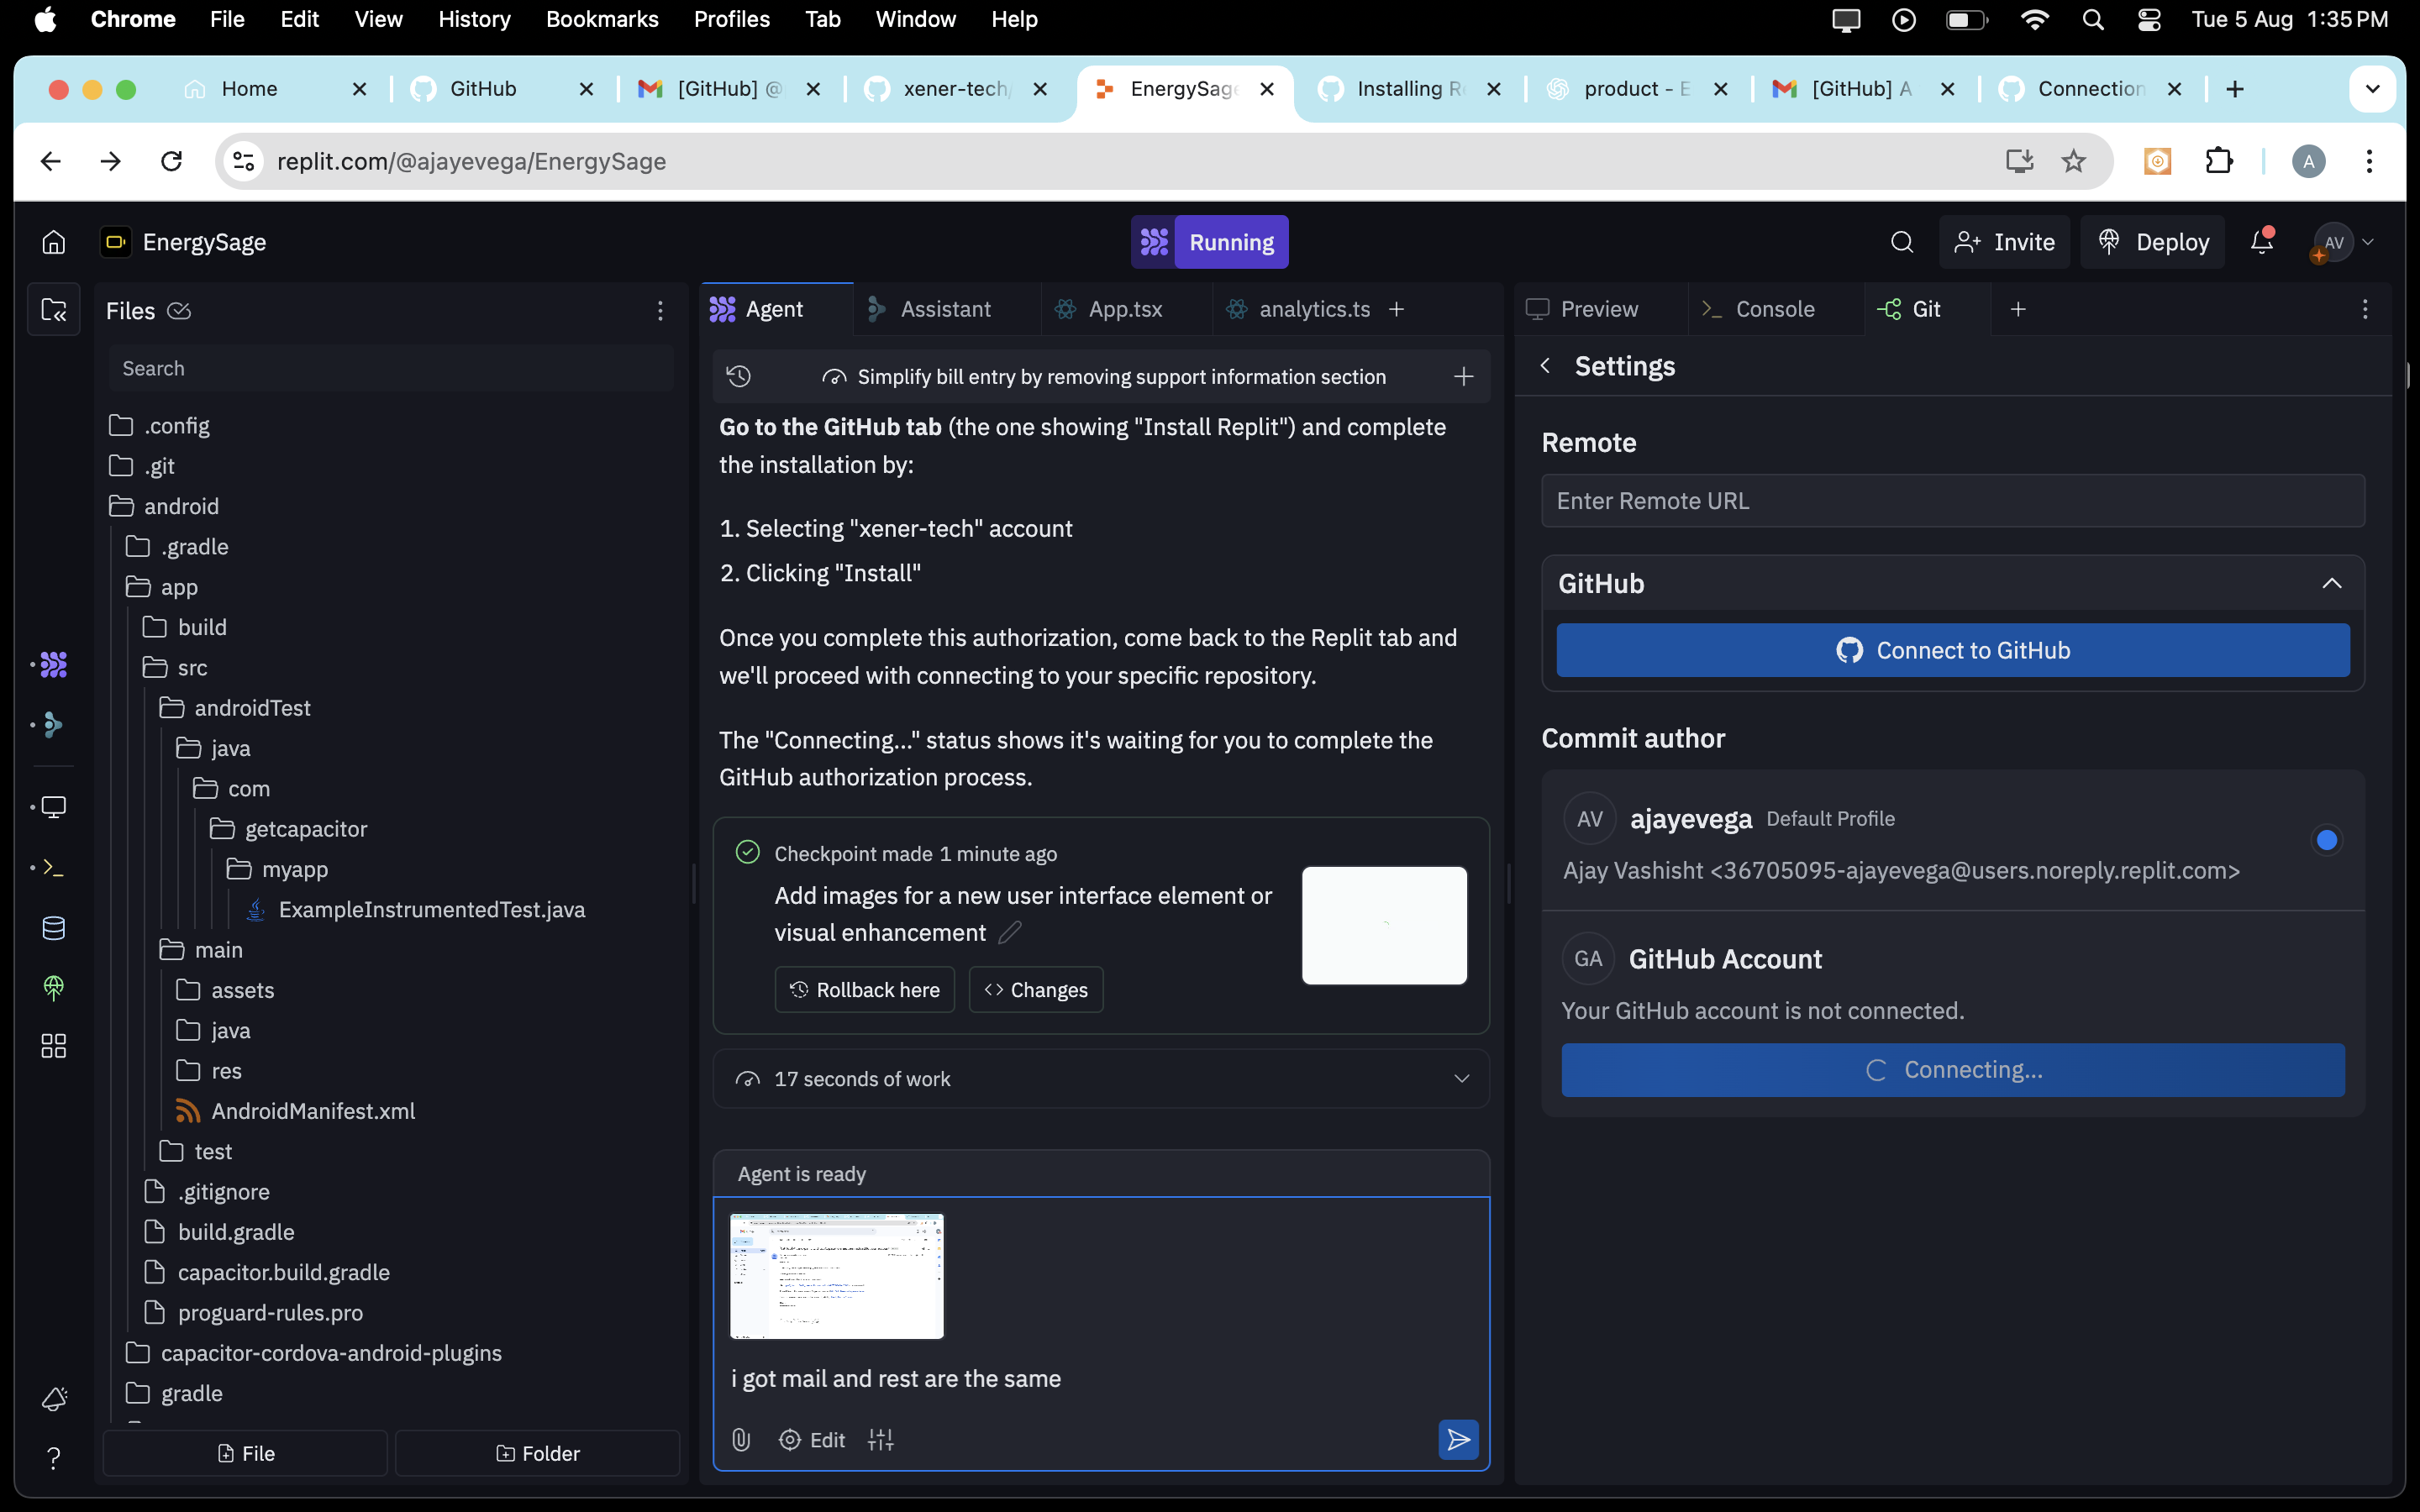 Chrome File Edit View History Bookmarks Profiles Tab Window Help Tue 5 Aug 1:35 PM
Home GitHub [GitHub] @ xener-tech/ EnergySage Installing Re product - E [GitHub] A Connection
replit.com/@ajayevega/EnergySage A
EnergySage Running Invite Deploy AV
Files
Search
.config
.git
android
.gradle
app
build
src
androidTest
java
com
getcapacitor
myapp
ExampleInstrumentedTest.java
main
assets
java
res
AndroidManifest.xml
test
.gitignore
build.gradle
capacitor.build.gradle
proguard-rules.pro
capacitor-cordova-android-plugins
gradle
File Folder
Agent Assistant App.tsx analytics.ts
Simplify bill entry by removing support information section
Go to the GitHub tab (the one showing "Install Replit") and complete
the installation by:
1. Selecting "xener-tech" account
2. Clicking "Install"
Once you complete this authorization, come back to the Replit tab and
we'll proceed with connecting to your specific repository.
The "Connecting..." status shows it's waiting for you to complete the
GitHub authorization process.
Checkpoint made 1 minute ago
Add images for a new user interface element or
visual enhancement
Rollback here Changes
17 seconds of work
Agent is ready
i got mail and rest are the same
Edit
Preview Console Git
Settings
Remote
Enter Remote URL
GitHub
Connect to GitHub
Commit author
AV ajayevega Default Profile
Ajay Vashisht <36705095-ajayevega@users.noreply.replit.com>
GA GitHub Account
Your GitHub account is not connected.
Connecting...